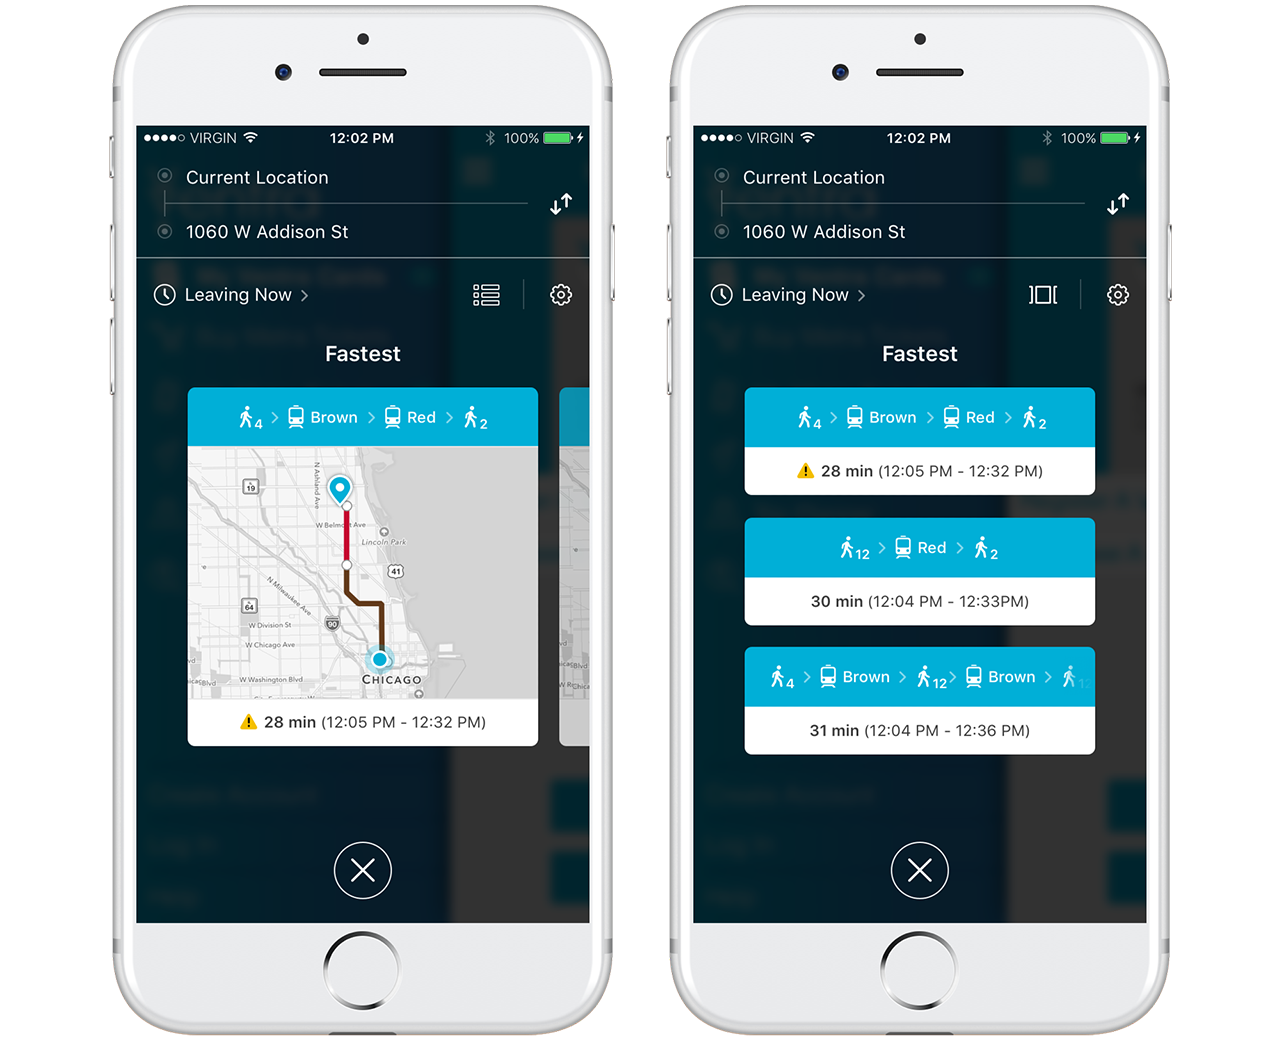 VIRGIN 12:02 PM 100%
Current Location
1060 W Addison St
Leaving Now
Fastest
4 > Brown > Red > 2
19
N Ashland Ave
W Belmont Ave
Lincoln Park
41
N Milwaukee Ave
64
90
W Division St
W Chicago Ave
W Washington Blvd
CHICAGO
28 min (12:05 PM - 12:32 PM)
VIRGIN 12:02 PM 100%
Current Location
1060 W Addison St
Leaving Now
Fastest
4 > Brown > Red > 2
28 min (12:05 PM - 12:32 PM)
12 > Red > 2
30 min (12:04 PM - 12:33PM)
4 > Brown > 12 > Brown > 12
31 min (12:04 PM - 12:36 PM)